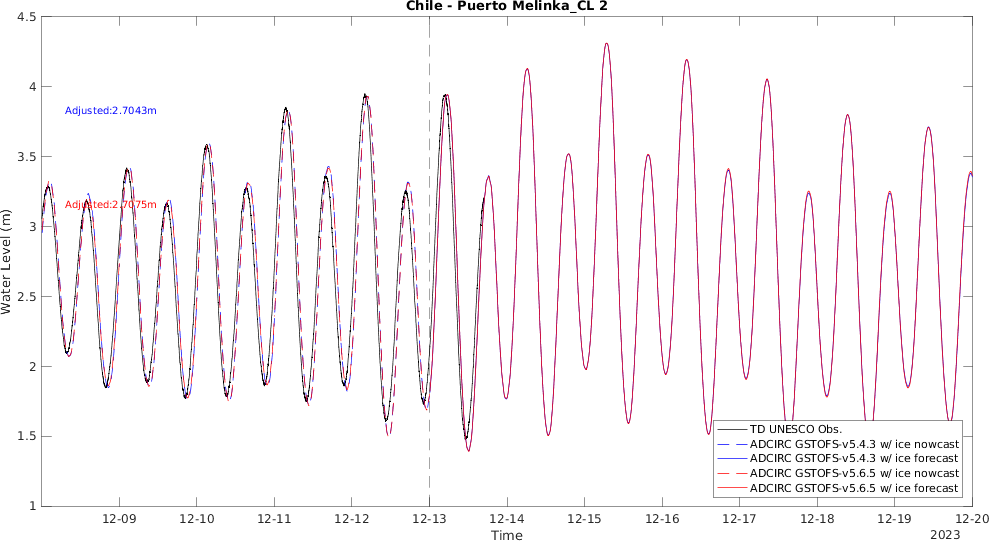 Chile - Puerto Melinka_CL 2
4.5
4
3.5
3
2.5
2
1.5
1
Water Level (m)
Adjusted:2.7043m
Adjusted:2.7075m
12-09
12-10
12-11
12-12
12-13
12-14
12-15
12-16
12-17
12-18
12-19
12-20
Time
2023
TD UNESCO Obs.
ADCIRC GSTOFS-v5.4.3 w/ ice nowcast
ADCIRC GSTOFS-v5.4.3 w/ ice forecast
ADCIRC GSTOFS-v5.6.5 w/ ice nowcast
ADCIRC GSTOFS-v5.6.5 w/ ice forecast